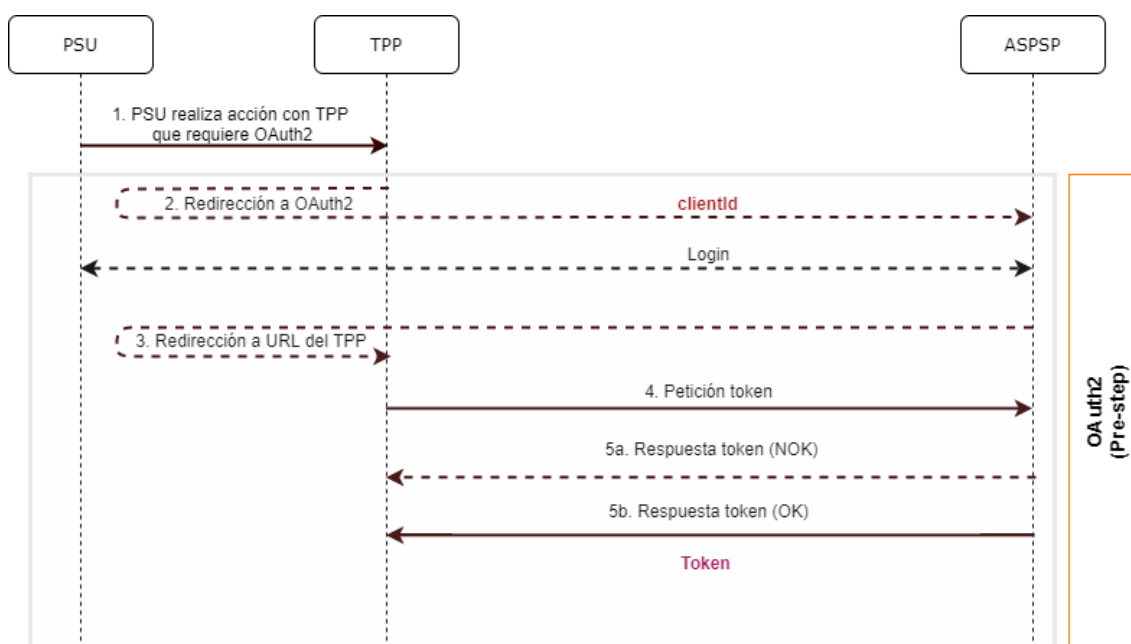 PSU
TPP
ASPSP
1. PSU realiza acción con TPP
que requiere OAuth2
2. Redirección a OAuth2
clientId
Login
3. Redirección a URL del TPP
4. Petición token
5a. Respuesta token (NOK)
5b. Respuesta token (OK)
Token
OAuth2
(Pre-step)